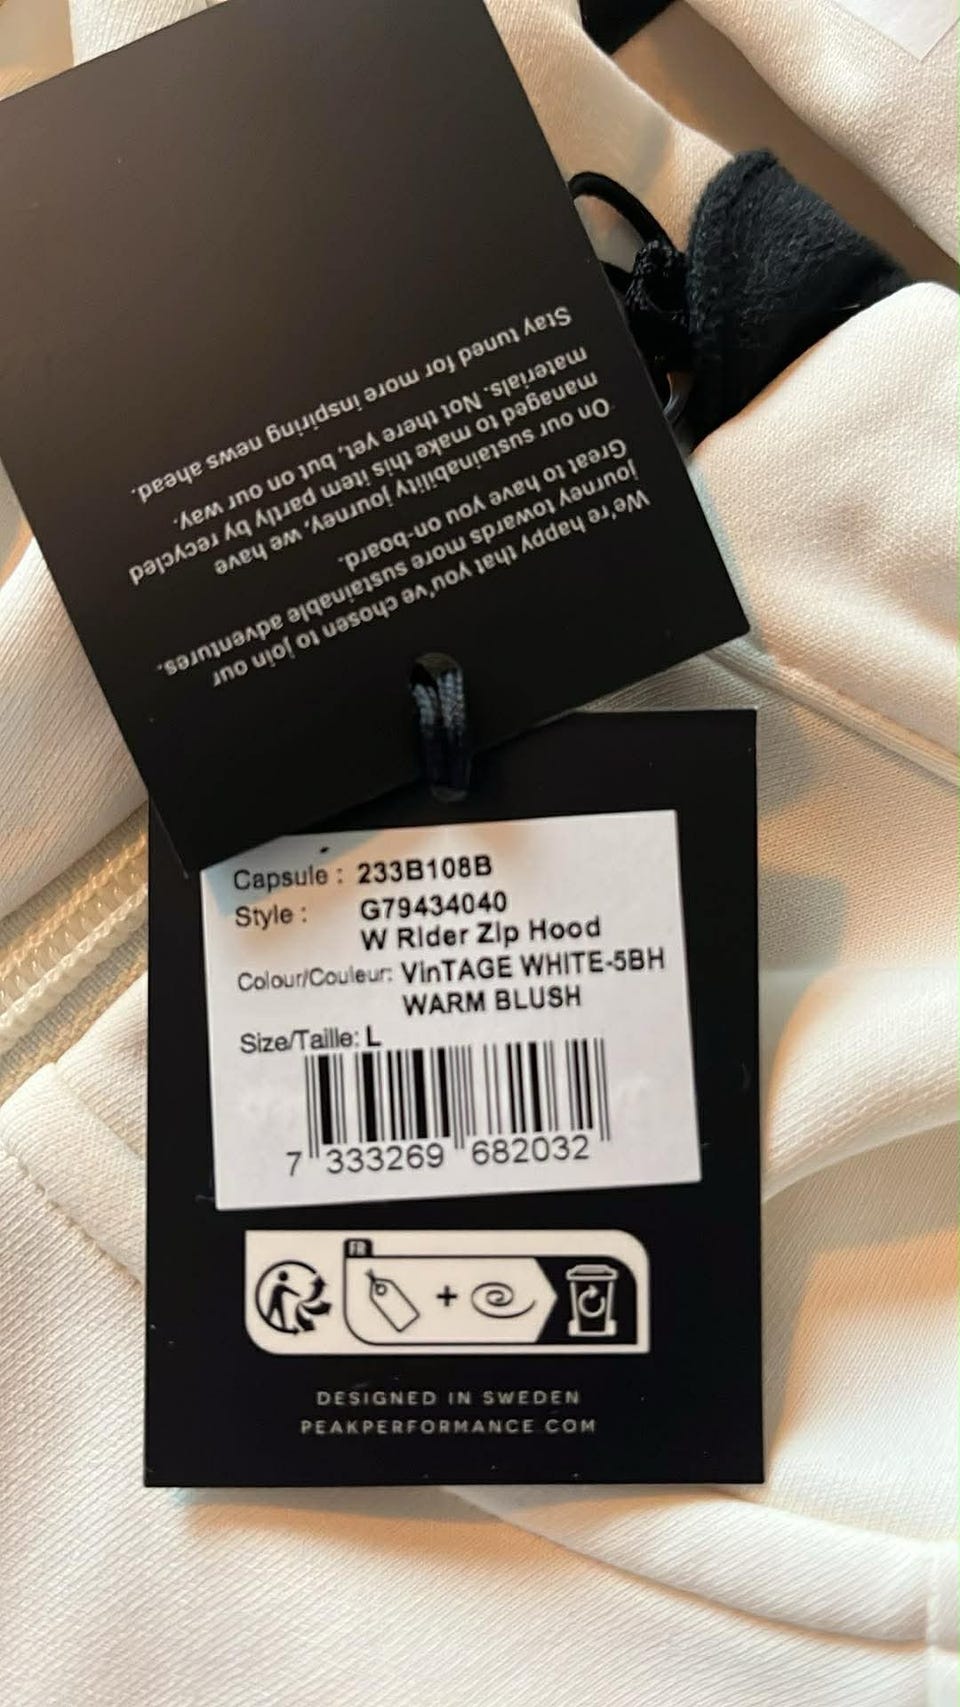 We're happy that you've chosen to join our
journey towards more sustainable adventures.
Great to have you on-board.
On our sustainability journey, we have
managed to make this item partly by recycled
materials. Not there yet, but on our way.
Stay tuned for more inspiring news ahead.
Capsule : 233B108B
Style : G79434040
W Rider Zip Hood
Colour/Couleur: VinTAGE WHITE-5BH
WARM BLUSH
Size/Taille: L
7 333269 682032
FR
+
DESIGNED IN SWEDEN
PEAKPERFORMANCE.COM